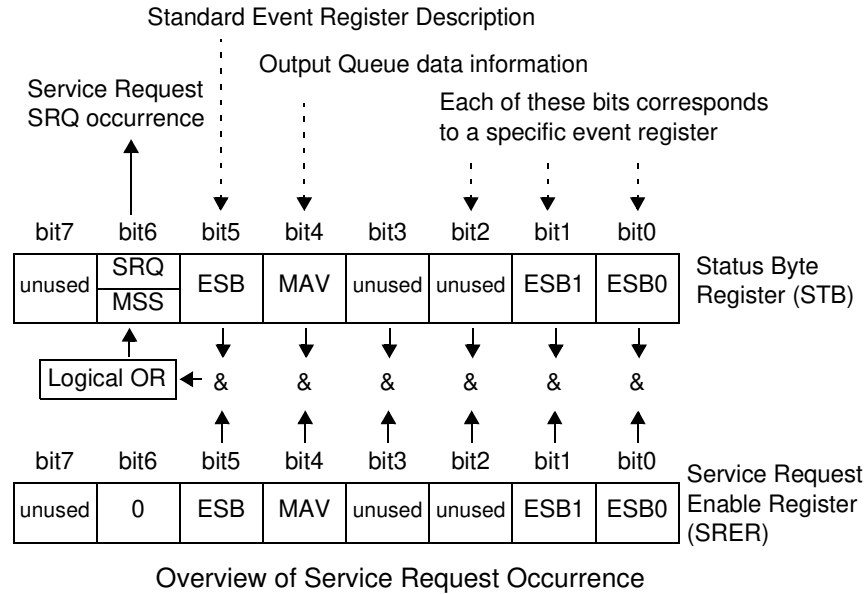 Standard Event Register Description
Output Queue data information
Service Request
SRQ occurrence
Each of these bits corresponds
to a specific event register
bit7 bit6 bit5 bit4 bit3 bit2 bit1 bit0
unused SRQ MSS ESB MAV unused unused ESB1 ESB0
Status Byte
Register (STB)
Logical OR & & & & & &
bit7 bit6 bit5 bit4 bit3 bit2 bit1 bit0
unused 0 ESB MAV unused unused ESB1 ESB0
Service Request
Enable Register
(SRER)
Overview of Service Request Occurrence